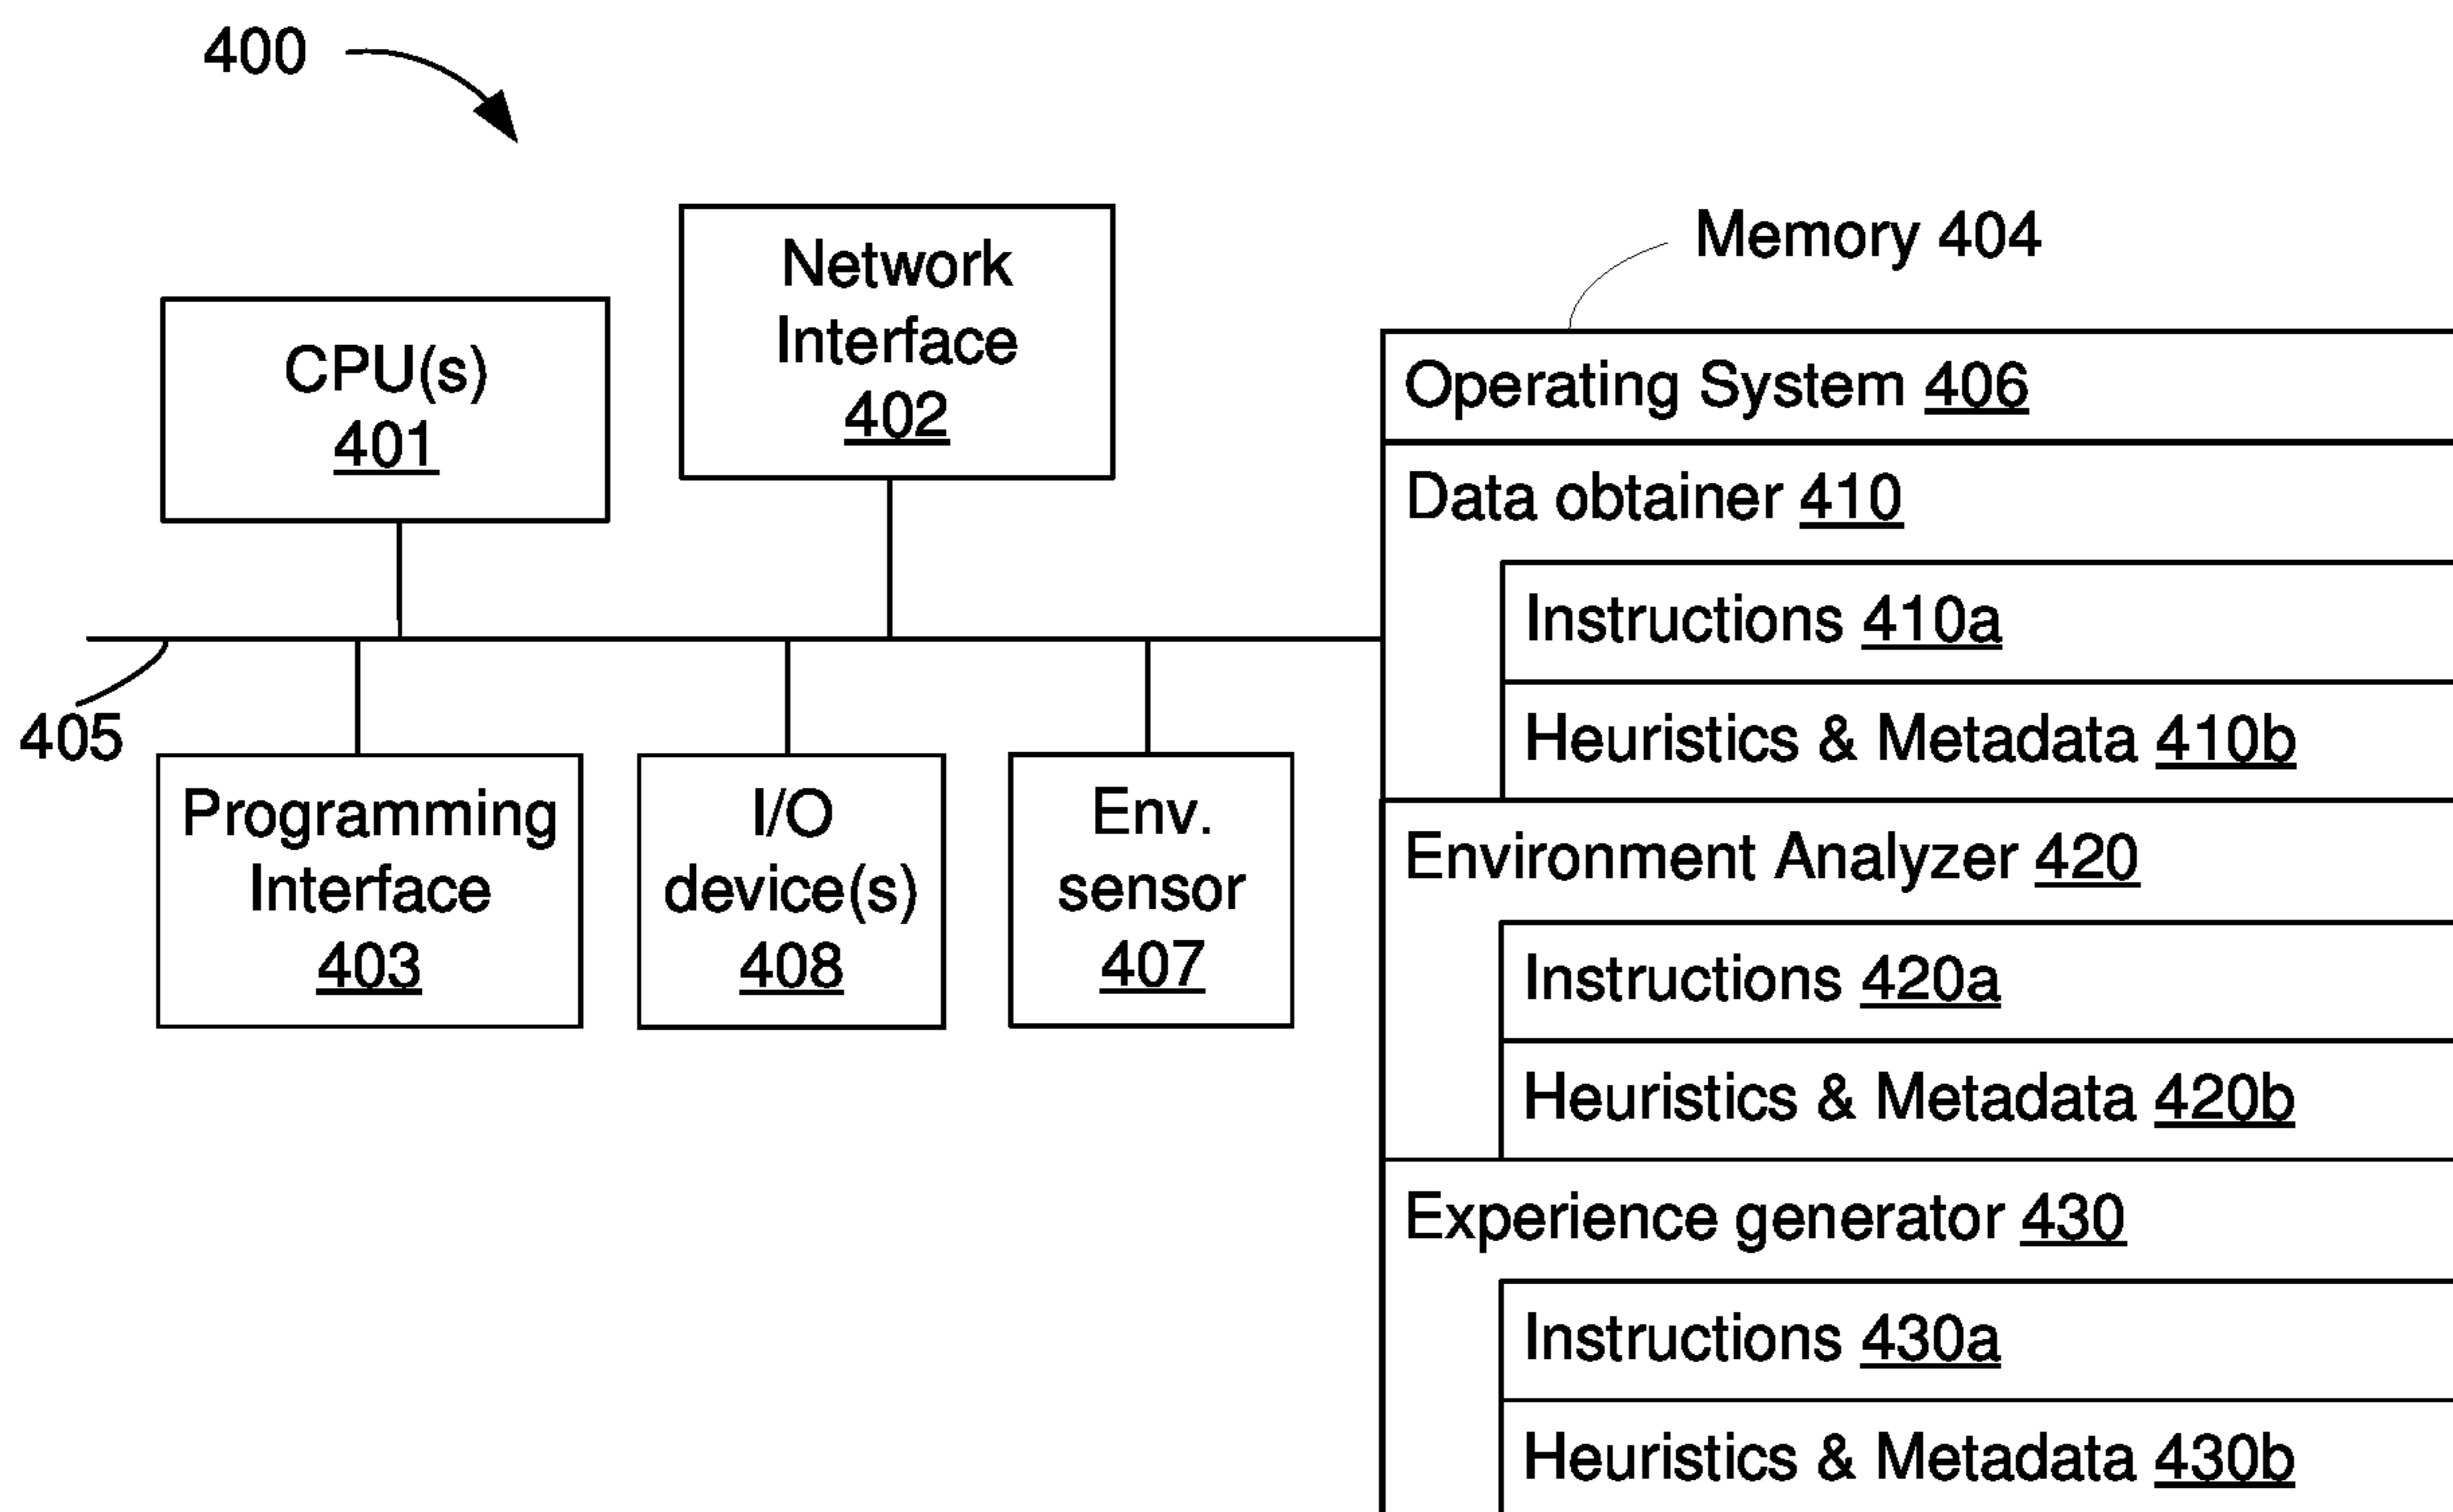 400
Network
Interface
402
CPU(s)
401
405
Programming
Interface
403
I/O
device(s)
408
Env.
sensor
407
Memory 404
Operating System 406
Data obtainer 410
Instructions 410a
Heuristics & Metadata 410b
Environment Analyzer 420
Instructions 420a
Heuristics & Metadata 420b
Experience generator 430
Instructions 430a
Heuristics & Metadata 430b